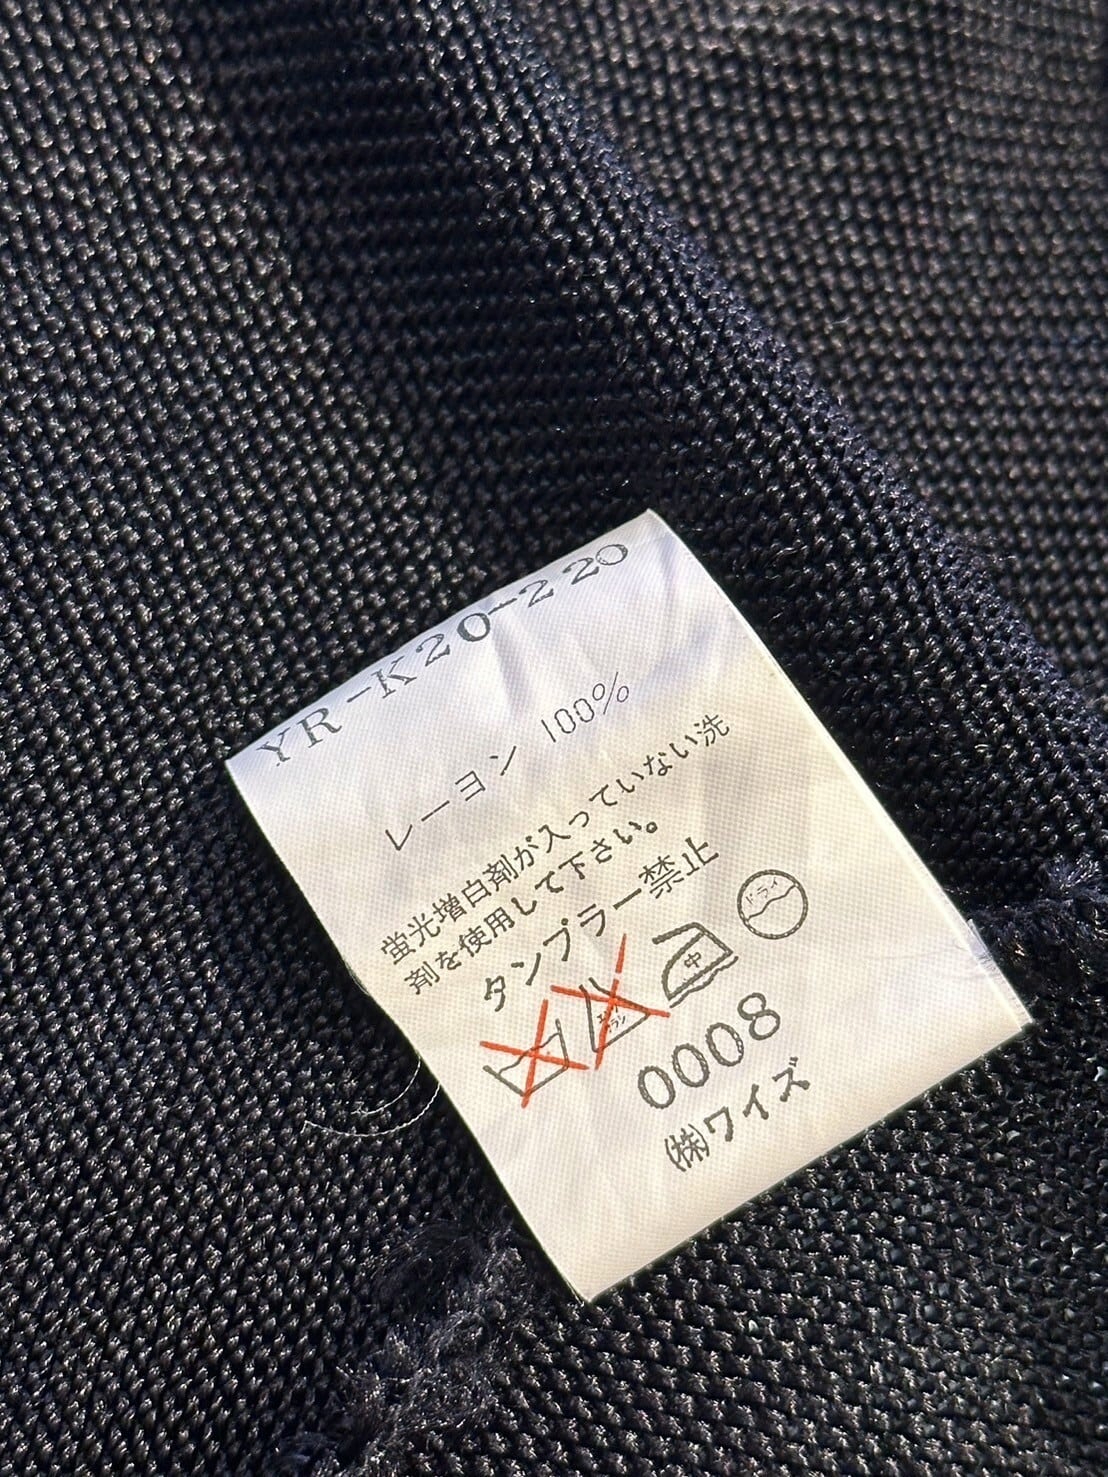 YR-K20-220
レーヨン 100%
蛍光増白剤が入っていない洗
剤を使用して下さい。
タンブラー禁止
中
ドライ
0008
㈱ワイズ